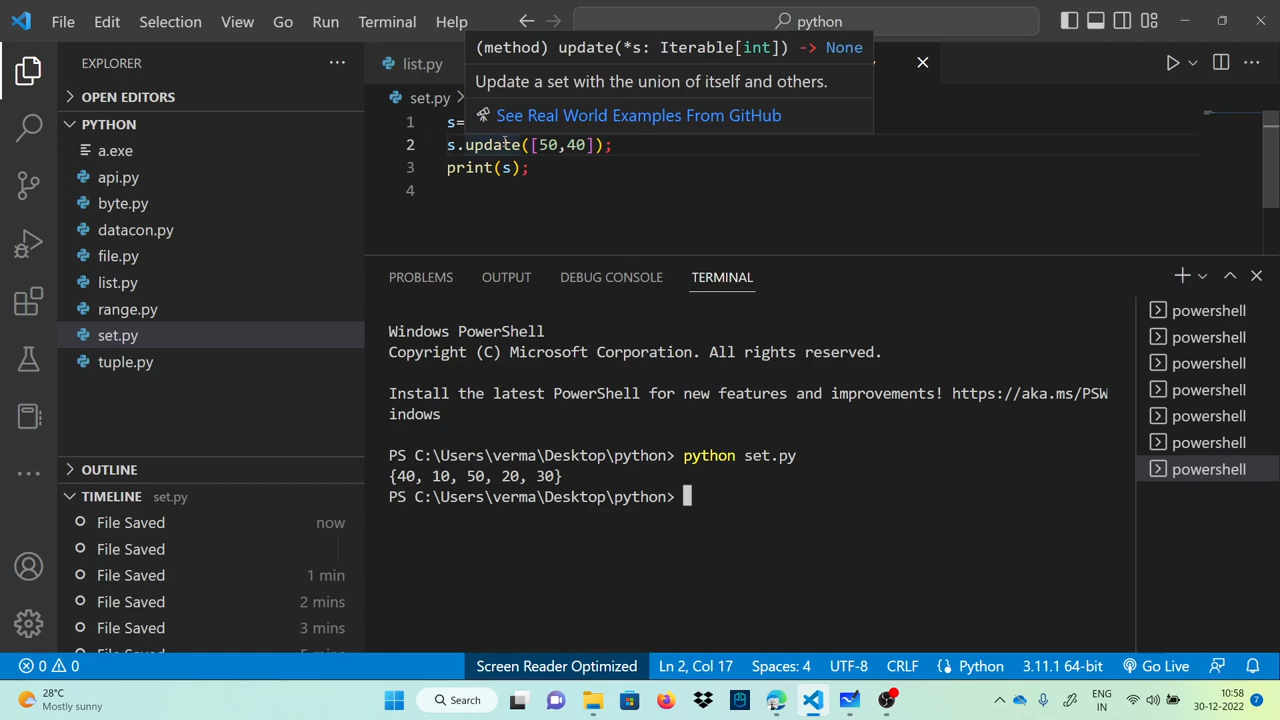 File Edit Selection View Go Run Terminal Help
python
EXPLORER
OPEN EDITORS
PYTHON
a.exe
api.py
byte.py
datacon.py
file.py
list.py
range.py
set.py
tuple.py
OUTLINE
TIMELINE set.py
File Saved now
File Saved
File Saved 1 min
File Saved 2 mins
File Saved 3 mins
list.py
set.py
(method) update(*s: Iterable[int]) -> None
Update a set with the union of itself and others.
See Real World Examples From GitHub
1 s=
2 s.update([50,40]);
3 print(s);
4
PROBLEMS OUTPUT DEBUG CONSOLE TERMINAL
Windows PowerShell
Copyright (C) Microsoft Corporation. All rights reserved.
Install the latest PowerShell for new features and improvements! https://aka.ms/PSW
indows
PS C:\Users\verma\Desktop\python> python set.py
{40, 10, 50, 20, 30}
PS C:\Users\verma\Desktop\python>
powershell
powershell
powershell
powershell
powershell
powershell
powershell
0 0 Screen Reader Optimized Ln 2, Col 17 Spaces: 4 UTF-8 CRLF Python 3.11.1 64-bit Go Live
28°C
Mostly sunny
Search
ENG
IN
10:58
30-12-2022
7